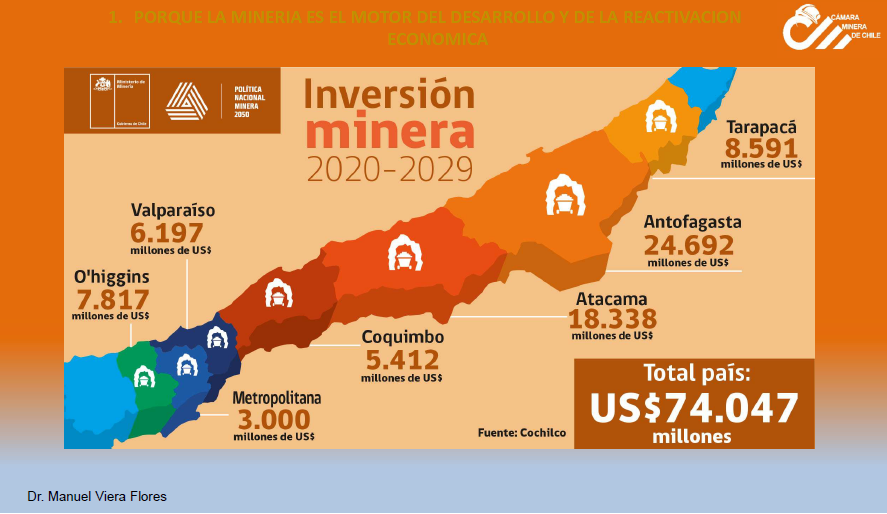 1. PORQUE LA MINERIA ES EL MOTOR DEL DESARROLLO Y DE LA REACTIVACION
ECONOMICA
CÁMARA
MINERA
DE CHILE
Ministerio de
Minería
Gobierno de Chile
POLÍTICA
NACIONAL
MINERA
2050
Inversión
minera
2020-2029
Tarapacá
8.591
millones de US$
Antofagasta
24.692
millones de US$
Atacama
18.338
millones de US$
Valparaíso
6.197
millones de US$
O'higgins
7.817
millones de US$
Coquimbo
5.412
millones de US$
Metropolitana
3.000
millones de US$
Fuente: Cochilco
Total país:
US$74.047
millones
Dr. Manuel Viera Flores